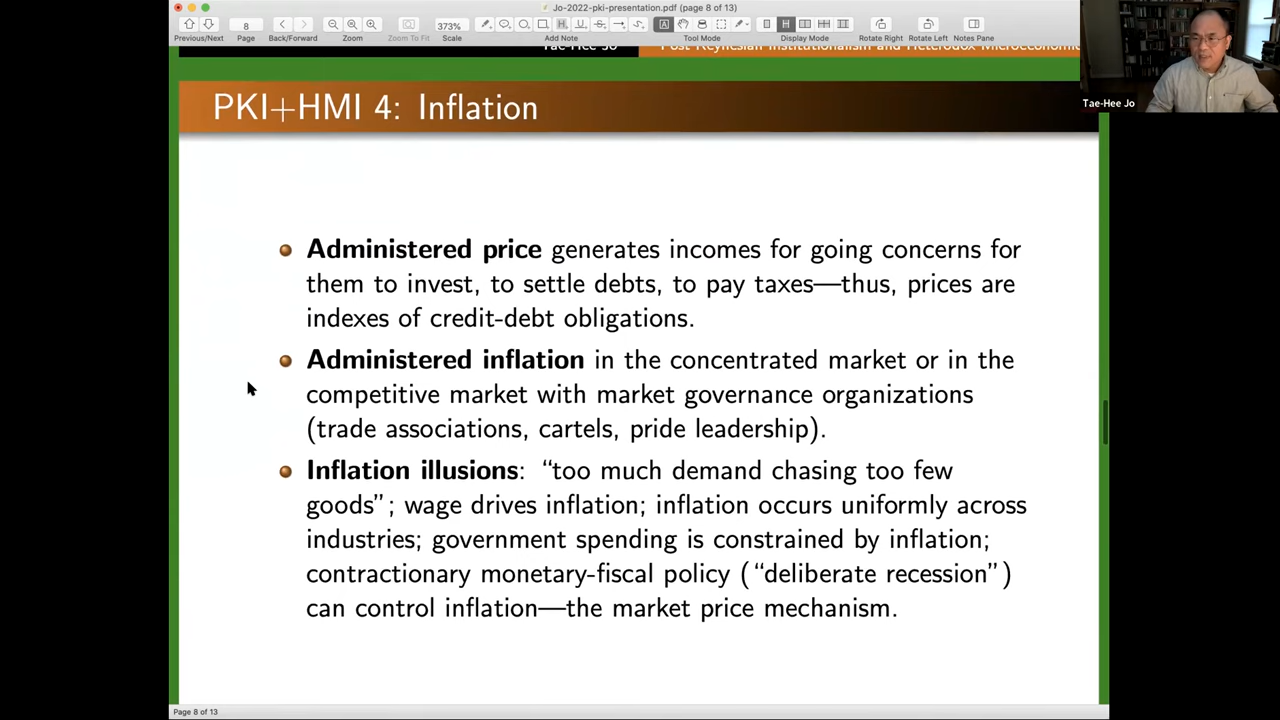 Jo-2022-pki-presentation.pdf (page 8 of 13)
8
373%
A
Previous/Next Page Back/Forward Zoom Zoom To Fit Scale Add Note Tool Mode Display Mode Rotate Right Rotate Left Notes Pane
Tae-Hee Jo Post Keynesian Institutionalism and Heterodox Microeconomic
Tae-Hee Jo
PKI+HMI 4: Inflation
Administered price generates incomes for going concerns for
them to invest, to settle debts, to pay taxes—thus, prices are
indexes of credit-debt obligations.
Administered inflation in the concentrated market or in the
competitive market with market governance organizations
(trade associations, cartels, pride leadership).
Inflation illusions: “too much demand chasing too few
goods”; wage drives inflation; inflation occurs uniformly across
industries; government spending is constrained by inflation;
contractionary monetary-fiscal policy (“deliberate recession”)
can control inflation—the market price mechanism.
Page 8 of 13